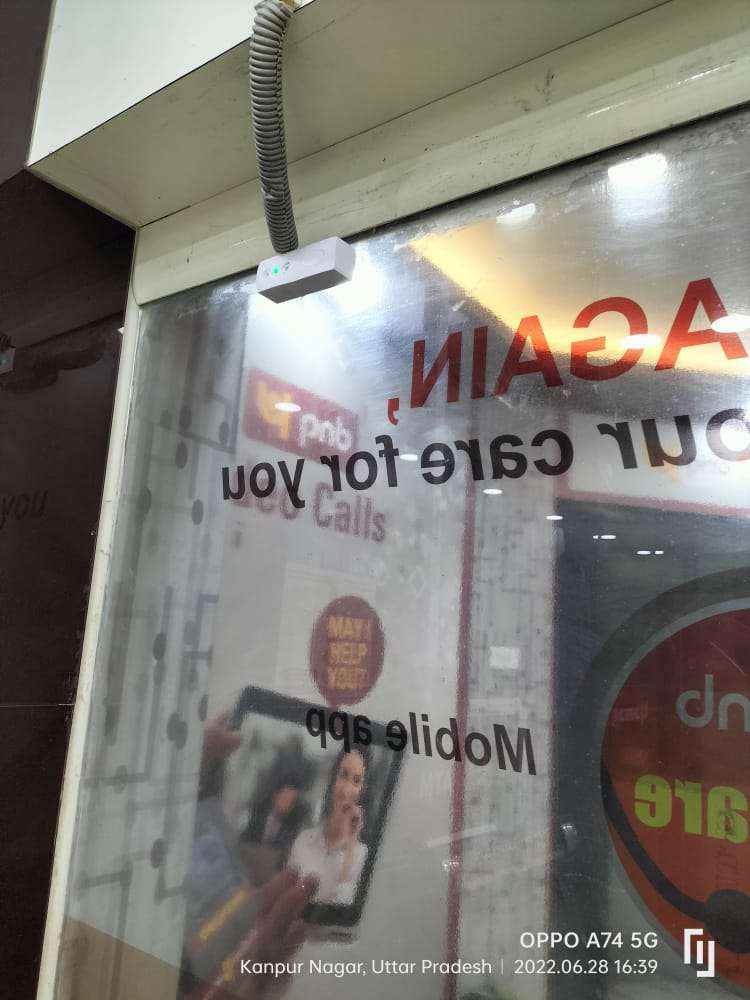 AGAIN,
our care for you
pnb
Calls
you
MAY I
HELP
YOU?
Mobile app
nb
are
OPPO A74 5G
Kanpur Nagar, Uttar Pradesh | 2022.06.28 16:39